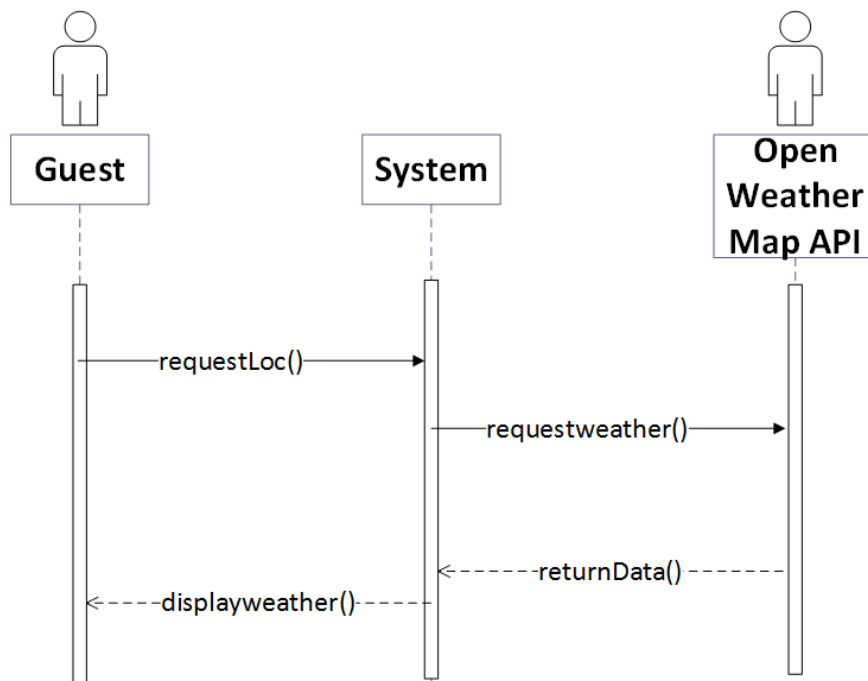 Guest
System
Open
Weather
Map API
requestLoc()
requestweather()
returnData()
displayweather()